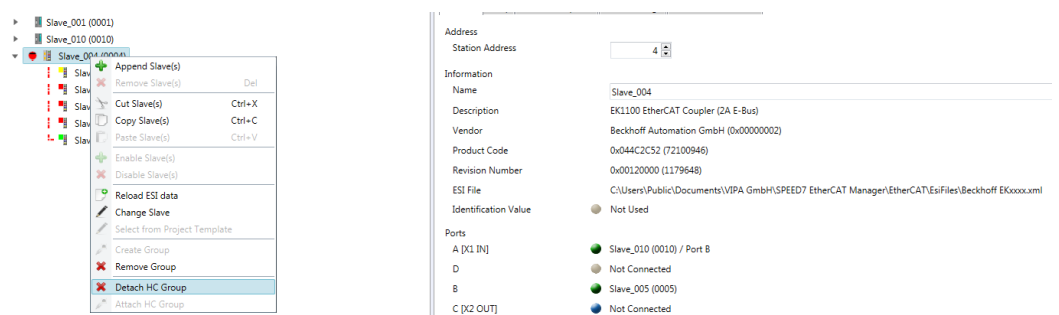 Slave_001 (0001)
Slave_010 (0010)
Slave_004 (0004)
Slav
Slav
Slav
Slav
Slav
Append Slave(s)
Remove Slave(s) Del
Cut Slave(s) Ctrl+X
Copy Slave(s) Ctrl+C
Paste Slave(s) Ctrl+V
Enable Slave(s)
Disable Slave(s)
Reload ESI data
Change Slave
Select from Project Template
Create Group
Remove Group
Detach HC Group
Attach HC Group
Address
Station Address 4
Information
Name Slave_004
Description EK1100 EtherCAT Coupler (2A E-Bus)
Vendor Beckhoff Automation GmbH (0x00000002)
Product Code 0x044C2C52 (72100946)
Revision Number 0x00120000 (1179648)
ESI File C:\Users\Public\Documents\VIPA GmbH\SPEED7 EtherCAT Manager\EtherCAT\EsiFiles\Beckhoff EKxxxx.xml
Identification Value Not Used
Ports
A [X1 IN] Slave_010 (0010) / Port B
D Not Connected
B Slave_005 (0005)
C [X2 OUT] Not Connected